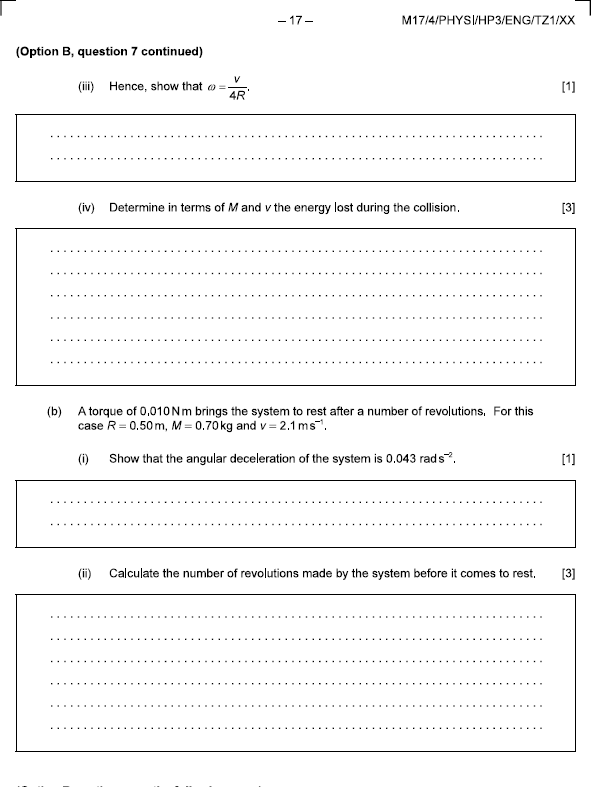 – 17 –
M17/4/PHYSI/HP3/ENG/TZ1/XX
(Option B, question 7 continued)
(iii) Hence, show that ω = v/4R. [1]
(iv) Determine in terms of M and v the energy lost during the collision. [3]
(b) A torque of 0.010 N m brings the system to rest after a number of revolutions. For this
case R = 0.50 m, M = 0.70 kg and v = 2.1 m s⁻¹.
(i) Show that the angular deceleration of the system is 0.043 rad s⁻². [1]
(ii) Calculate the number of revolutions made by the system before it comes to rest. [3]